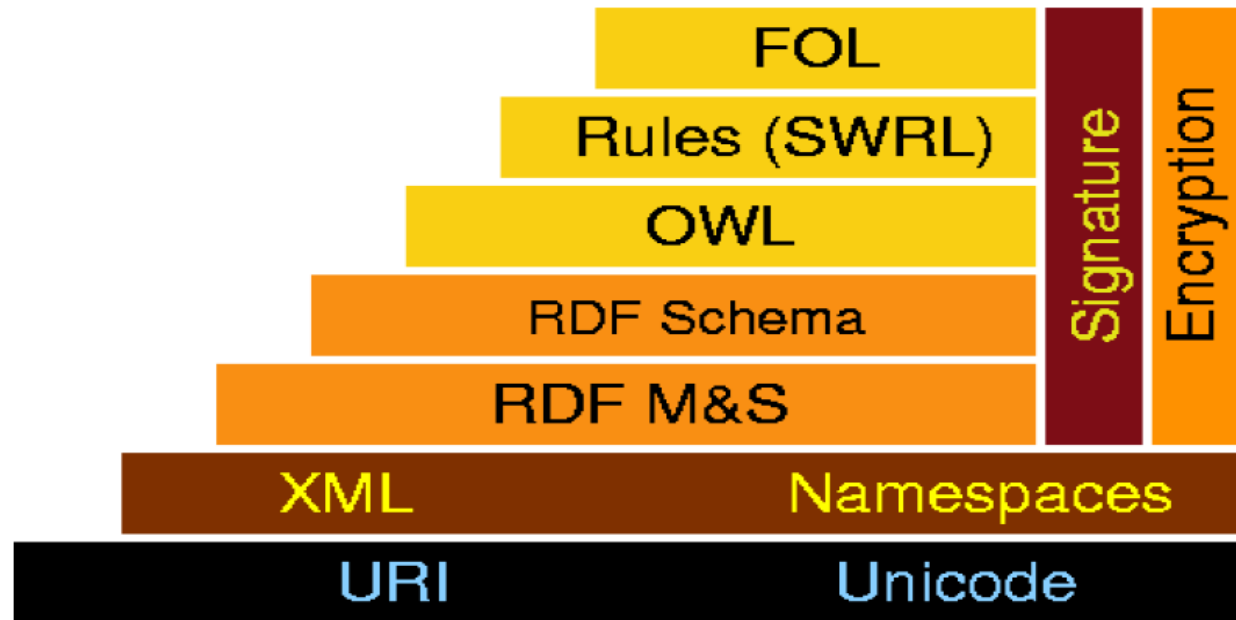 FOL
Rules (SWRL)
OWL
RDF Schema
RDF M&S
Signature
Encryption
XML Namespaces
URI Unicode